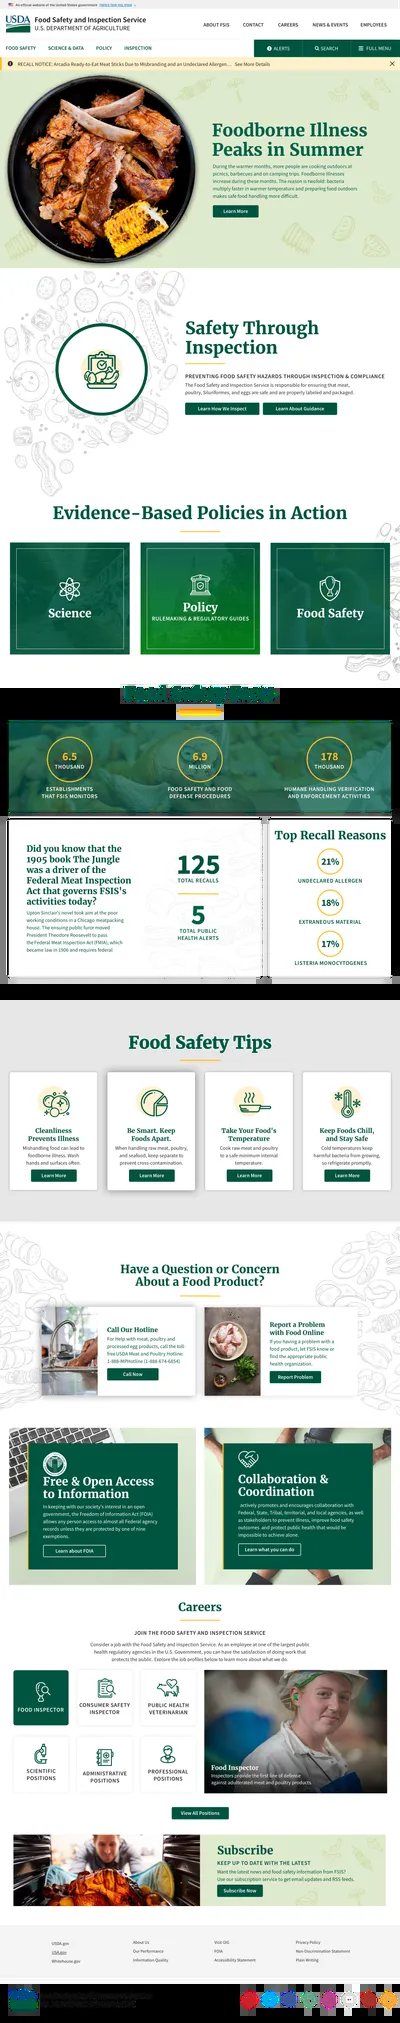 An official website of the United States government Here's how you know
USDA Food Safety and Inspection Service
U.S. DEPARTMENT OF AGRICULTURE
ABOUT FSIS CONTACT CAREERS NEWS & EVENTS EMPLOYEES
FOOD SAFETY SCIENCE & DATA POLICY INSPECTION
ALERTS SEARCH FULL MENU
RECALL NOTICE: Arcadia Ready-to-Eat Meat Sticks Due to Misbranding and an Undeclared Allergen... See More Details
Foodborne Illness
Peaks in Summer
During the warmer months, more people are cooking outdoors at
picnics, barbecues and on camping trips. Foodborne illnesses
increase during these months. The reason is twofold: bacteria
multiply faster in warmer temperature and preparing food outdoors
makes safe food handling more difficult.
Learn More
Safety Through
Inspection
PREVENTING FOOD SAFETY HAZARDS THROUGH INSPECTION & COMPLIANCE
The Food Safety and Inspection Service is responsible for ensuring that meat,
poultry, Siluriformes, and eggs are safe and are properly labeled and packaged.
Learn How We Inspect
Learn About Guidance
Evidence-Based Policies in Action
Science
Policy
RULEMAKING & REGULATORY GUIDES
Food Safety
6.5
THOUSAND
ESTABLISHMENTS
THAT FSIS MONITORS
6.9
MILLION
FOOD SAFETY AND FOOD
DEFENSE PROCEDURES
178
THOUSAND
HUMANE HANDLING VERIFICATION
AND ENFORCEMENT ACTIVITIES
Did you know that the
1905 book The Jungle
was a driver of the
Federal Meat Inspection
Act that governs FSIS's
activities today?
Upton Sinclair's novel took aim at the poor
working conditions in a Chicago meatpacking
house. The ensuing public furor moved
President Theodore Roosevelt to pass
the Federal Meat Inspection Act (FMIA), which
became law in 1906 and requires federal
125
TOTAL RECALLS
5
TOTAL PUBLIC
HEALTH ALERTS
Top Recall Reasons
21%
UNDECLARED ALLERGEN
18%
EXTRANEOUS MATERIAL
17%
LISTERIA MONOCYTOGENES
Food Safety Tips
Cleanliness
Prevents Illness
Mishandling food can lead to
foodborne illness. Wash
hands and surfaces often.
Learn More
Be Smart. Keep
Foods Apart.
When handling raw meat, poultry,
and seafood, keep separate to
prevent cross-contamination.
Learn More
Take Your Food's
Temperature
Cook raw meat and poultry
to a safe minimum internal
temperature.
Learn More
Keep Foods Chill,
and Stay Safe
Cold temperatures keep
harmful bacteria from growing,
so refrigerate promptly.
Learn More
Have a Question or Concern
About a Food Product?
Call Our Hotline
For Help with meat, poultry and
processed egg products, call the toll-
free USDA Meat and Poultry Hotline:
1-888-MPHotline (1-888-674-6854)
Call Now
Report a Problem
with Food Online
If you having a problem with a
food product, let FSIS know or
find the appropriate public
health organization.
Report Problem
Free & Open Access
to Information
In keeping with our society's interest in an open
government, the Freedom of Information Act (FOIA)
allows any person access to almost all Federal agency
records unless they are protected by one of nine
exemptions.
Learn about FOIA
Collaboration &
Coordination
actively promotes and encourages collaboration with
Federal, State, Tribal, territorial, and local agencies, as well
as stakeholders to prevent illness, improve food safety
outcomes and protect public health that would be
impossible to achieve alone.
Learn what you can do
Careers
JOIN THE FOOD SAFETY AND INSPECTION SERVICE
Consider a job with the Food Safety and Inspection Service. As an employee at one of the largest public
health regulatory agencies in the U.S. Government, you can have the satisfaction of doing work that
protects the public. Explore the job profiles below to learn more about what we do.
FOOD INSPECTOR
CONSUMER SAFETY
INSPECTOR
PUBLIC HEALTH
VETERINARIAN
SCIENTIFIC
POSITIONS
ADMINISTRATIVE
POSITIONS
PROFESSIONAL
POSITIONS
Food Inspector
Inspectors provide the first line of defense
against adulterated meat and poultry products.
View All Positions
Subscribe
KEEP UP TO DATE WITH THE LATEST
Want the latest news and food safety information from FSIS?
Use our subscription service to get email updates and RSS feeds.
Subscribe Now
USDA.gov
USA.gov
Whitehouse.gov
About Us
Our Performance
Information Quality
Visit OIG
FOIA
Accessibility Statement
Privacy Policy
Non-Discrimination Statement
Plain Writing